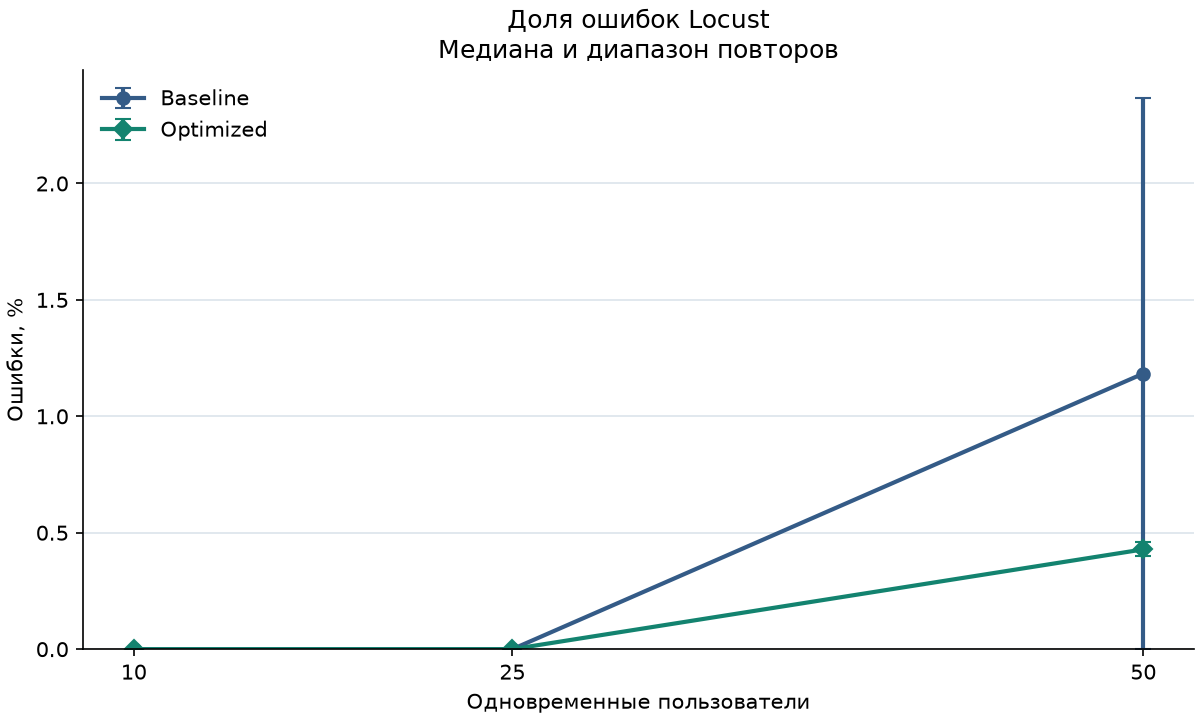 Доля ошибок Locust
Медиана и диапазон повторов
Baseline
Optimized
Ошибки, %
2.0
1.5
1.0
0.5
0.0
10 25 50
Одновременные пользователи